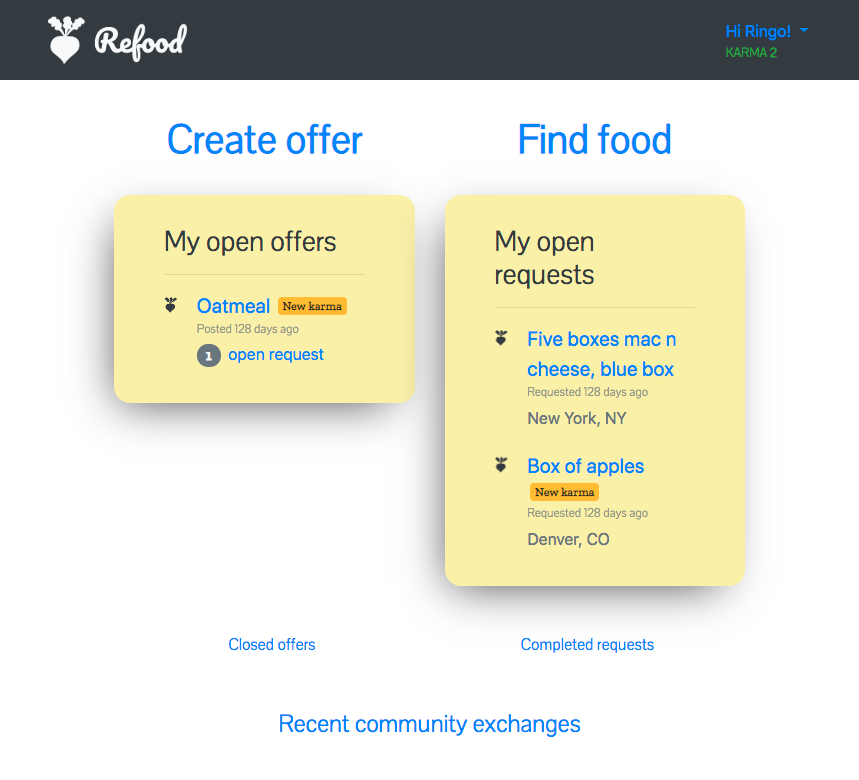 Refood
Hi Ringo!
KARMA 2
Create offer
Find food
My open offers
Oatmeal New karma
Posted 128 days ago
1 open request
My open
requests
Five boxes mac n
cheese, blue box
Requested 128 days ago
New York, NY
Box of apples
New karma
Requested 128 days ago
Denver, CO
Closed offers
Completed requests
Recent community exchanges